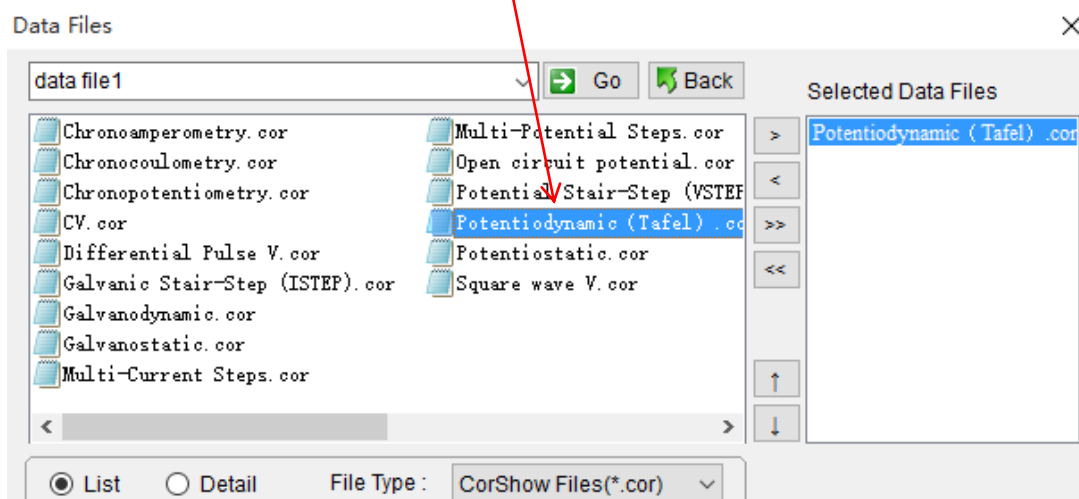 Data Files
data file1
Go
Back
Selected Data Files
Chronoamperometry.cor
Chronocoulometry.cor
Chronopotentiometry.cor
CV.cor
Differential Pulse V.cor
Galvanic Stair-Step (ISTEP).cor
Galvanodynamic.cor
Galvanostatic.cor
Multi-Current Steps.cor
Multi-Potential Steps.cor
Open circuit potential.cor
Potential Stair-Step (VSTEP
Potentiodynamic (Tafel) .co
Potentiostatic.cor
Square wave V.cor
>
<
>>
<<
↑
↓
Potentiodynamic (Tafel) .cor
List
Detail
File Type :
CorShow Files(*.cor)